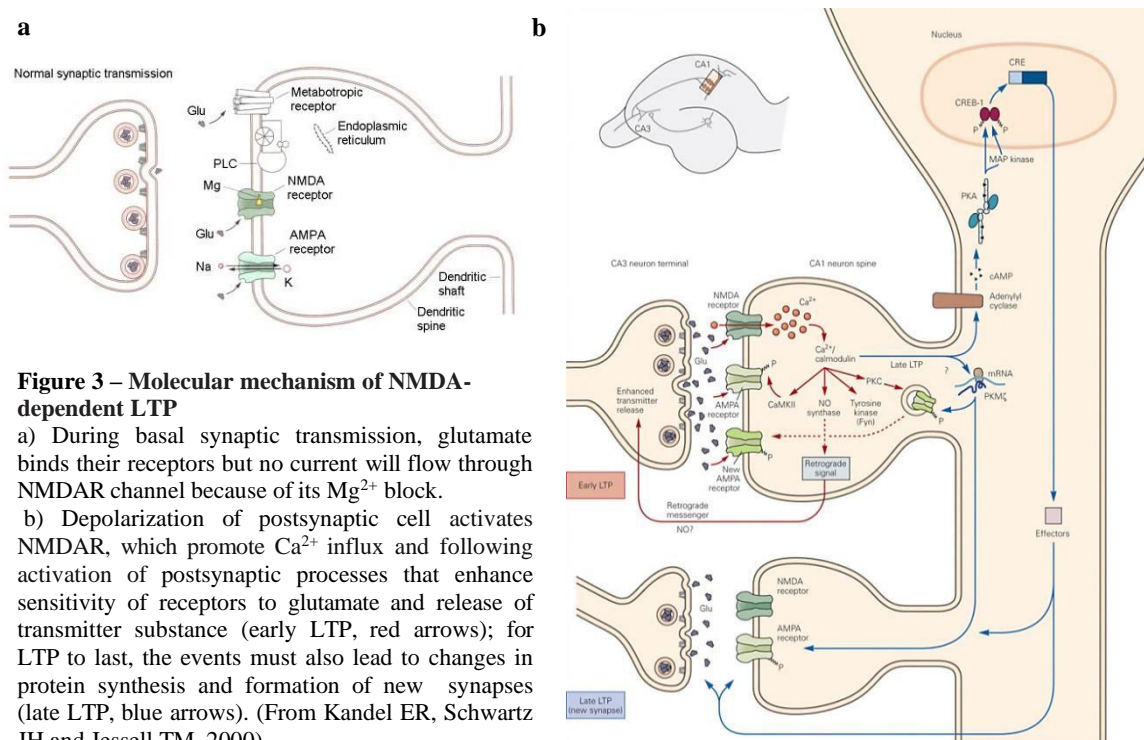 a
Normal synaptic transmission
Glu
Metabotropic
receptor
Endoplasmic
reticulum
PLC
Mg
NMDA
receptor
Glu
AMPA
receptor
Na
K
Dendritic
shaft
Dendritic
spine
Figure 3 – Molecular mechanism of NMDA-
dependent LTP
a) During basal synaptic transmission, glutamate
binds their receptors but no current will flow through
NMDAR channel because of its Mg2+ block.
b) Depolarization of postsynaptic cell activates
NMDAR, which promote Ca2+ influx and following
activation of postsynaptic processes that enhance
sensitivity of receptors to glutamate and release of
transmitter substance (early LTP, red arrows); for
LTP to last, the events must also lead to changes in
protein synthesis and formation of new synapses
(late LTP, blue arrows). (From Kandel ER, Schwartz
JH and Jessell TM, 2000)
b
Nucleus
CRE
CREB-1
P
P
MAP kinase
PKA
cAMP
Adenylyl
cyclase
CA1
CA3
CA3 neuron terminal
CA1 neuron spine
NMDA
receptor
Ca2+
Glu
Ca2+/
calmodulin
Late LTP
?
mRNA
PKMζ
P
PKC
Enhanced
transmitter
release
AMPA
receptor
CaMKII
NO
synthase
Tyrosine
kinase
(Fyn)
P
P
New
AMPA
receptor
Retrograde
signal
Early LTP
Retrograde
messenger
NO?
Effectors
NMDA
receptor
Glu
AMPA
receptor
P
Late LTP
(new synapse)